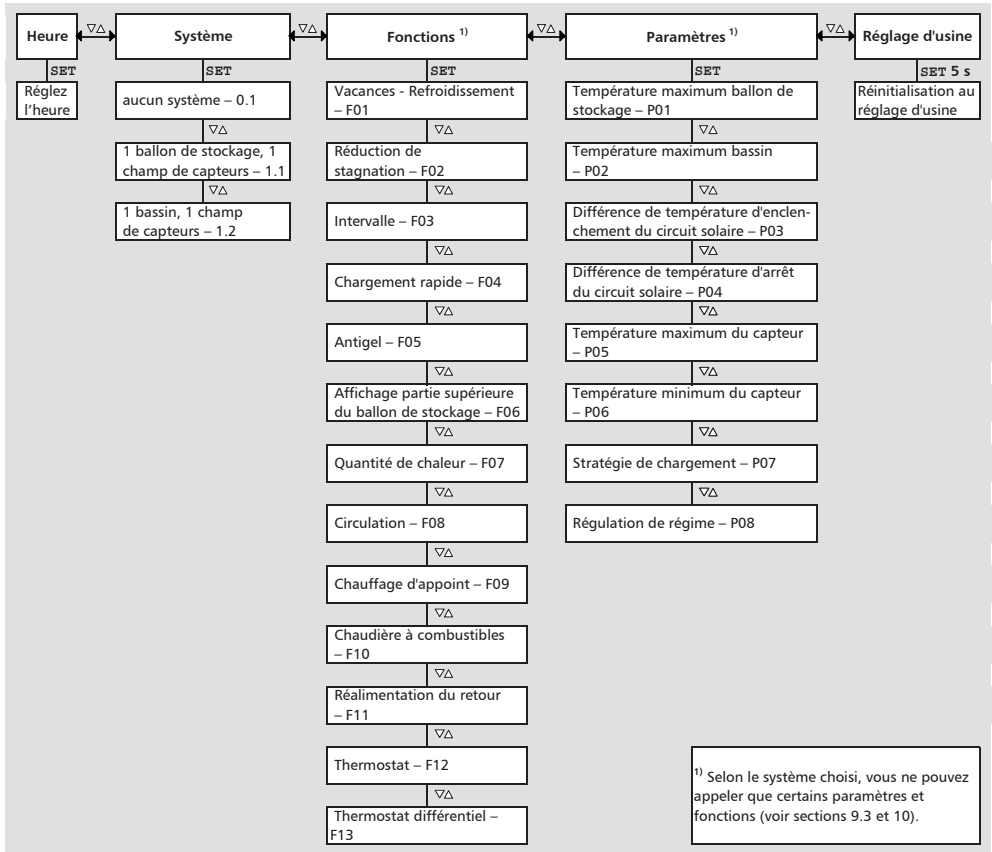 Heure
▽△
Système
▽△
Fonctions 1)
▽△
Paramètres 1)
▽△
Réglage d'usine
SET
Réglez
l'heure
SET
aucun système – 0.1
▽△
1 ballon de stockage, 1
champ de capteurs – 1.1
▽△
1 bassin, 1 champ
de capteurs – 1.2
SET
Vacances - Refroidissement
– F01
▽△
Réduction de
stagnation – F02
▽△
Intervalle – F03
▽△
Chargement rapide – F04
▽△
Antigel – F05
▽△
Affichage partie supérieure
du ballon de stockage – F06
▽△
Quantité de chaleur – F07
▽△
Circulation – F08
▽△
Chauffage d'appoint – F09
▽△
Chaudière à combustibles
– F10
▽△
Réalimentation du retour
– F11
▽△
Thermostat – F12
▽△
Thermostat différentiel –
F13
SET
Température maximum ballon de
stockage – P01
▽△
Température maximum bassin
– P02
▽△
Différence de température d'enclen-
chement du circuit solaire – P03
▽△
Différence de température d'arrêt
du circuit solaire – P04
▽△
Température maximum du capteur
– P05
▽△
Température minimum du capteur
– P06
▽△
Stratégie de chargement – P07
▽△
Régulation de régime – P08
SET 5 s
Réinitialisation au
réglage d'usine
1) Selon le système choisi, vous ne pouvez
appeler que certains paramètres et
fonctions (voir sections 9.3 et 10).